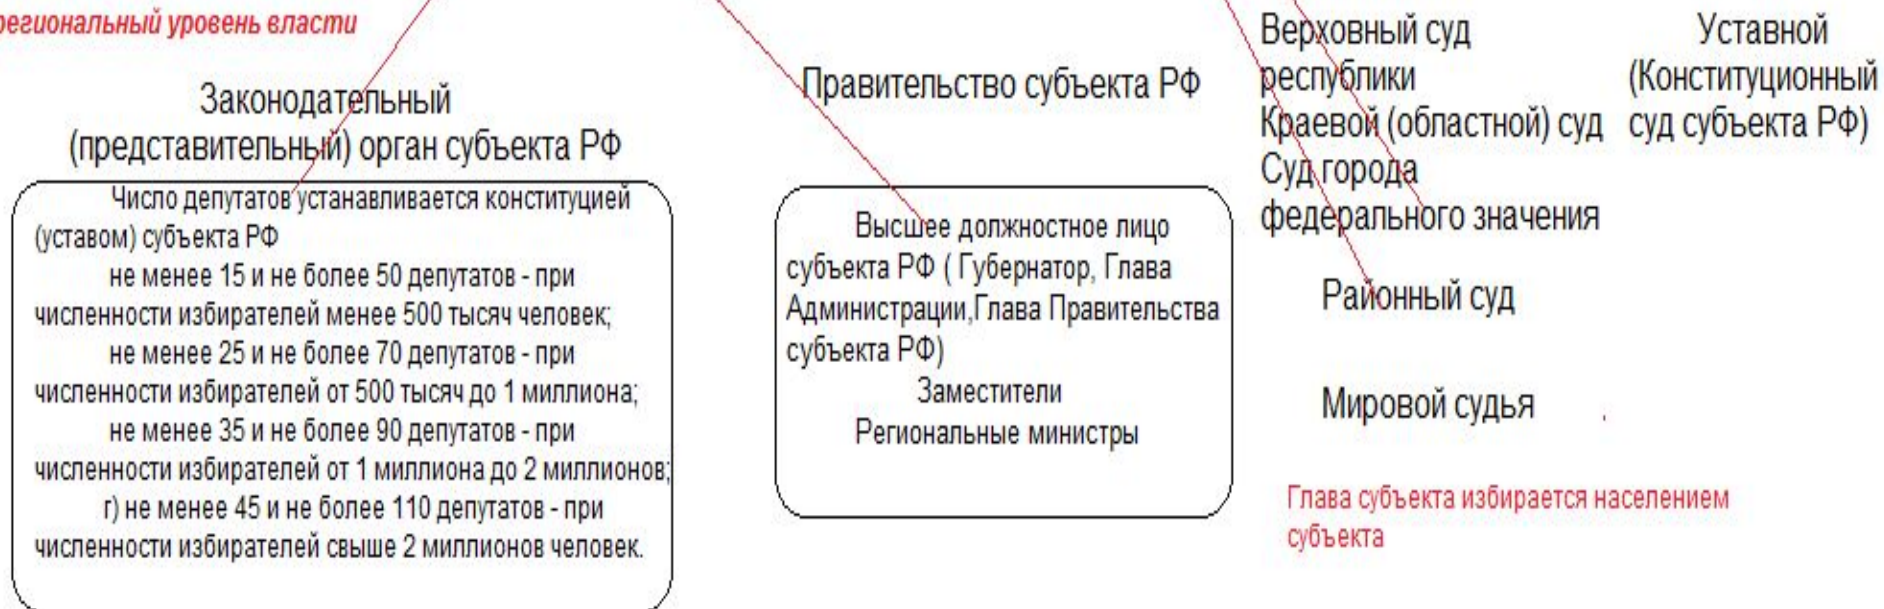 региональный уровень власти
Законодательный
(представительный) орган субъекта РФ
Число депутатов устанавливается конституцией
(уставом) субъекта РФ
не менее 15 и не более 50 депутатов - при
численности избирателей менее 500 тысяч человек;
не менее 25 и не более 70 депутатов - при
численности избирателей от 500 тысяч до 1 миллиона;
не менее 35 и не более 90 депутатов - при
численности избирателей от 1 миллиона до 2 миллионов;
г) не менее 45 и не более 110 депутатов - при
численности избирателей свыше 2 миллионов человек.
Правительство субъекта РФ
Высшее должностное лицо
субъекта РФ ( Губернатор, Глава
Администрации,Глава Правительства
субъекта РФ)
Заместители
Региональные министры
Верховный суд
республики
Краевой (областной) суд
Суд города
федерального значения
Районный суд
Мировой судья
Уставной
(Конституционный
суд субъекта РФ)
Глава субъекта избирается населением
субъекта